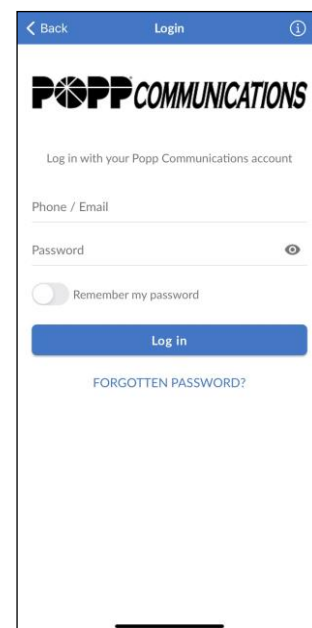 Back
Login
POPP COMMUNICATIONS
Log in with your Popp Communications account
Phone / Email
Password
Remember my password
Log in
FORGOTTEN PASSWORD?